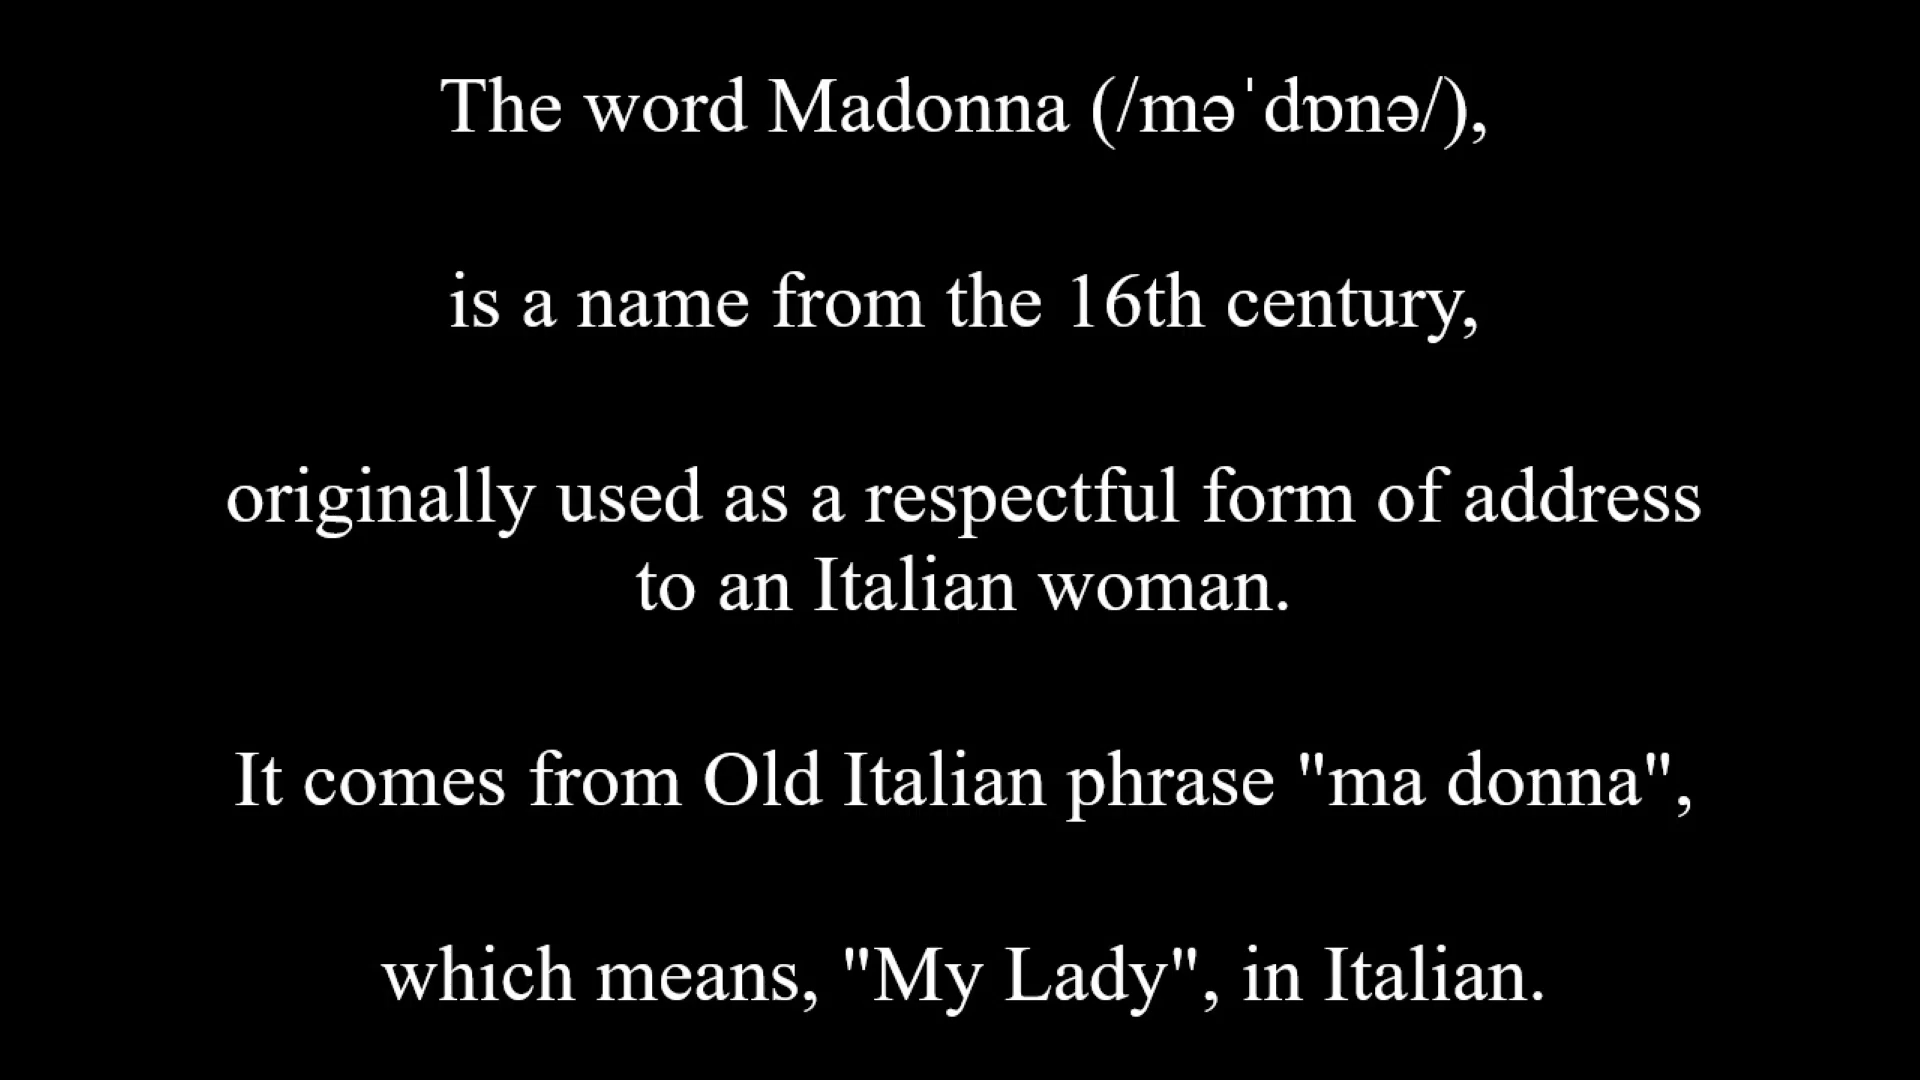 The word Madonna (/məˈdɒnə/),
is a name from the 16th century,
originally used as a respectful form of address
to an Italian woman.
It comes from Old Italian phrase "ma donna",
which means, "My Lady", in Italian.